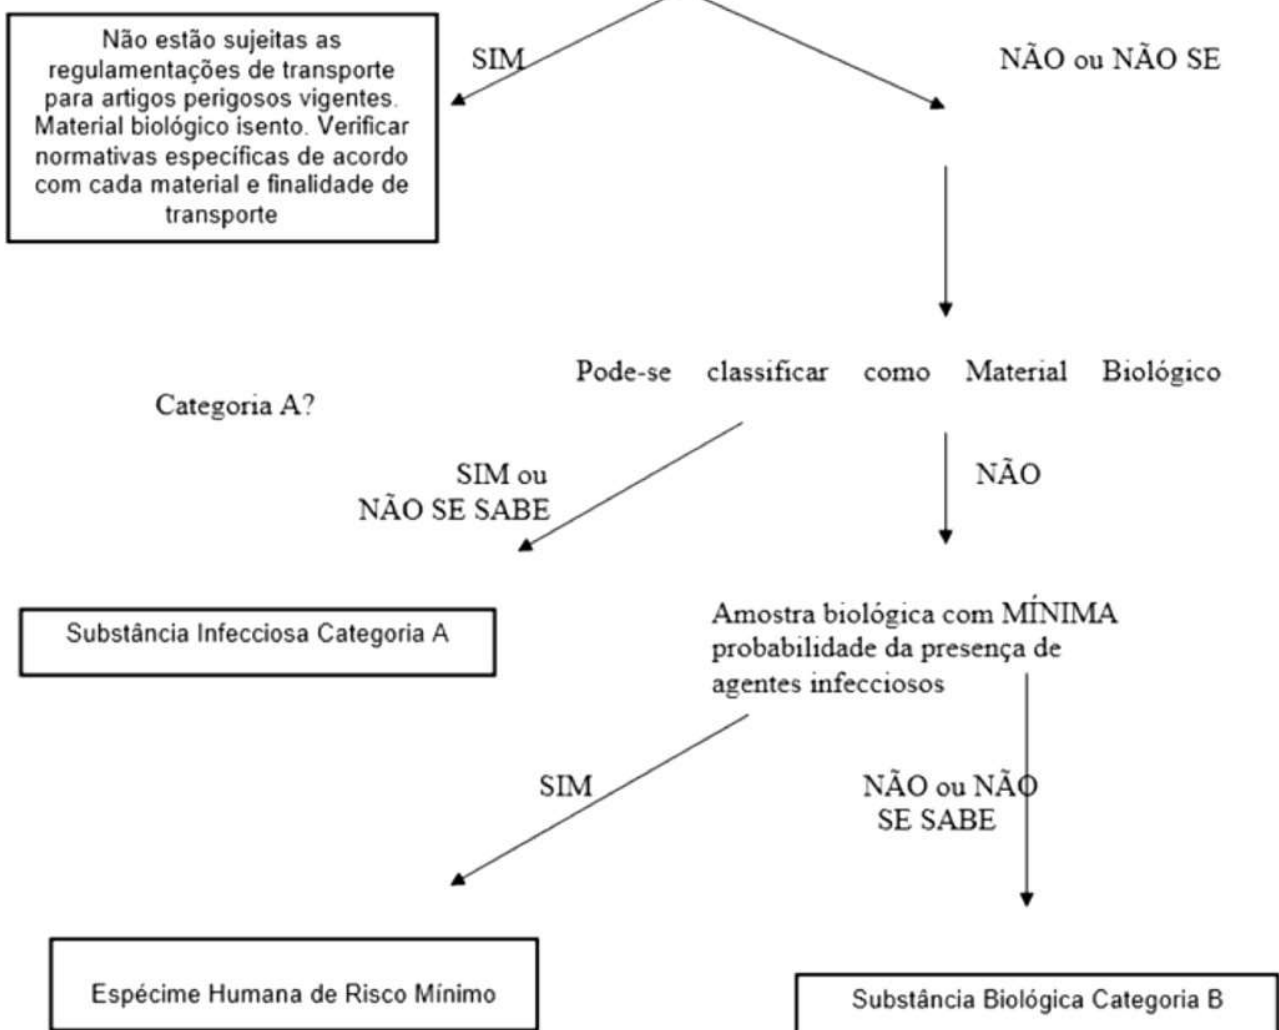 Não estão sujeitas as
regulamentações de transporte
para artigos perigosos vigentes.
Material biológico isento. Verificar
normativas específicas de acordo
com cada material e finalidade de
transporte
SIM
NÃO ou NÃO SE
Pode-se classificar como Material Biológico
Categoria A?
SIM ou
NÃO SE SABE
NÃO
Substância Infecciosa Categoria A
Amostra biológica com MÍNIMA
probabilidade da presença de
agentes infecciosos
SIM
NÃO ou NÃO
SE SABE
Espécime Humana de Risco Mínimo
Substância Biológica Categoria B